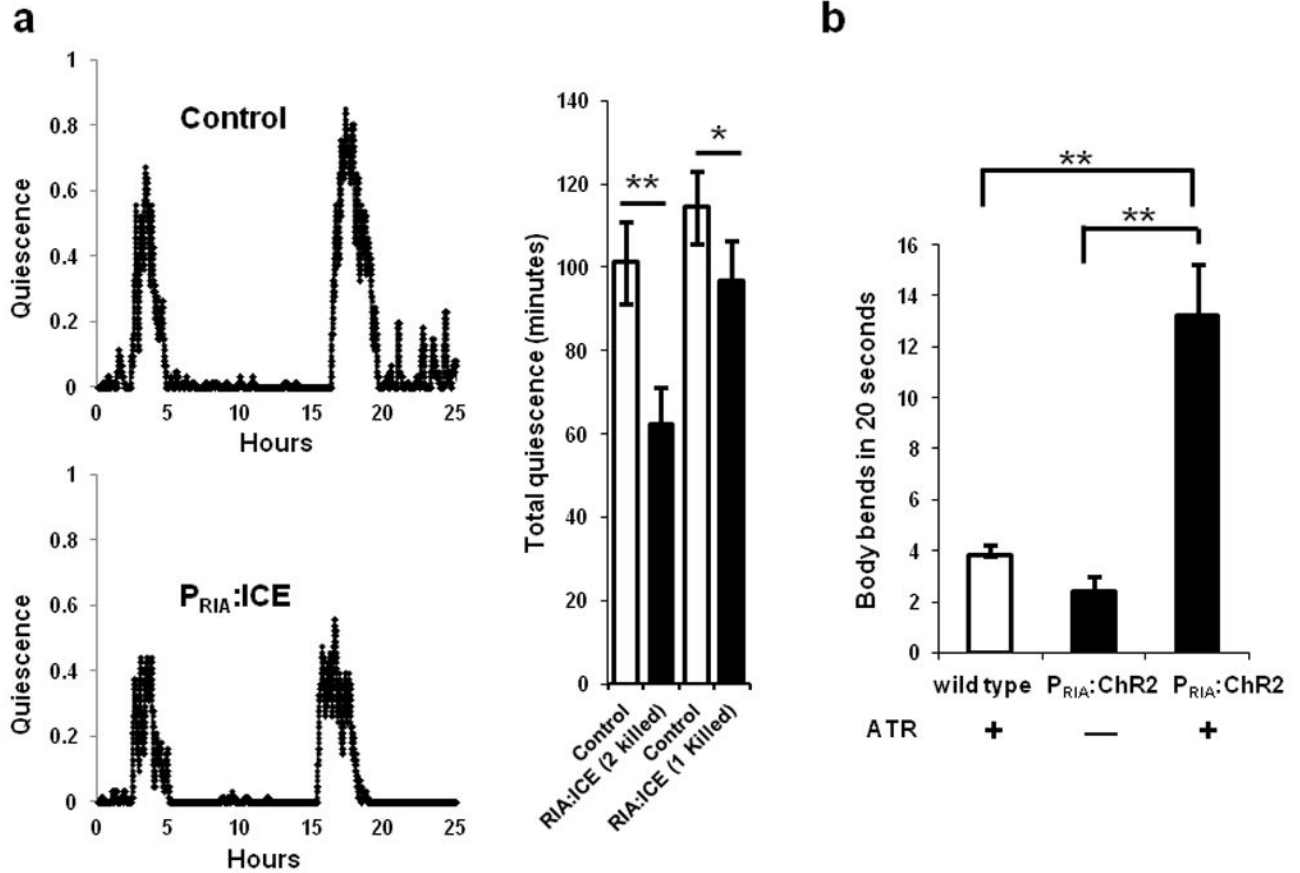 a
Quiescence
1
0.8
0.6
0.4
0.2
0
Control
0 5 10 15 20 25
Hours
Quiescence
1
0.8
0.6
0.4
0.2
0
PRIA:ICE
0 5 10 15 20 25
Hours
Total quiescence (minutes)
140
120
100
80
60
40
20
0
**
*
Control
RIA:ICE (2 killed)
Control
RIA:ICE (1 Killed)
b
**
**
Body bends in 20 seconds
16
14
12
10
8
6
4
2
0
wild type PRIA:ChR2 PRIA:ChR2
ATR + — +